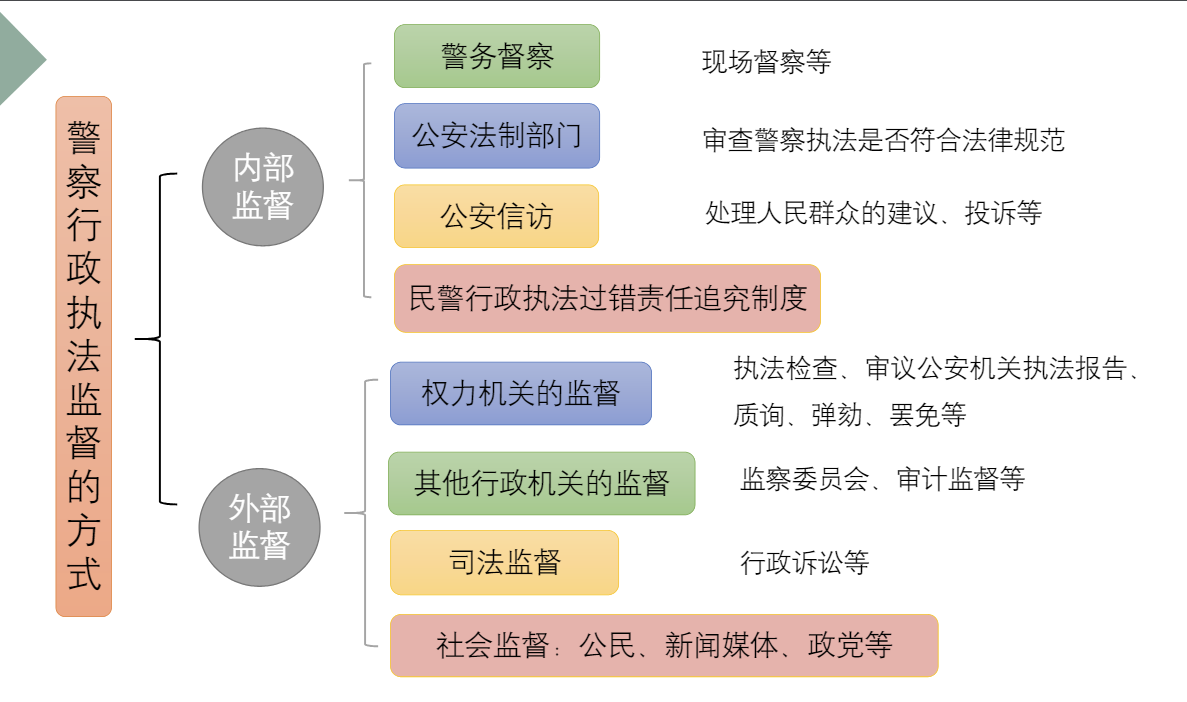 警察行政执法监督的方式
内部
监督
警务督察
现场督察等
公安法制部门
审查警察执法是否符合法律规范
公安信访
处理人民群众的建议、投诉等
民警行政执法过错责任追究制度
外部
监督
权力机关的监督
执法检查、审议公安机关执法报告、
质询、弹劾、罢免等
其他行政机关的监督
监察委员会、审计监督等
司法监督
行政诉讼等
社会监督：公民、新闻媒体、政党等